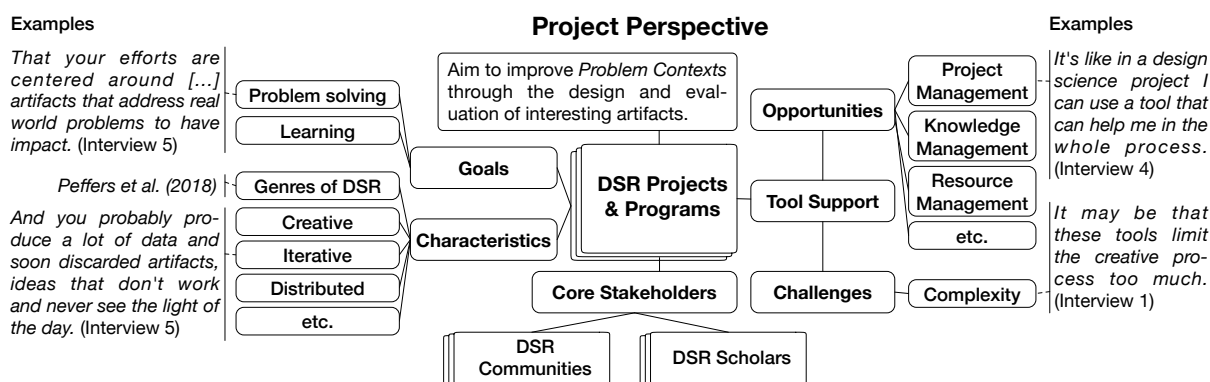 Examples
Project Perspective
Examples
That your efforts are
centered around [...]
artifacts that address real
world problems to have
impact. (Interview 5)
Peffers et al. (2018)
And you probably pro-
duce a lot of data and
soon discarded artifacts,
ideas that don't work
and never see the light of
the day. (Interview 5)
Problem solving
Learning
Genres of DSR
Creative
Iterative
Distributed
etc.
Goals
Characteristics
Aim to improve Problem Contexts
through the design and eval-
uation of interesting artifacts.
DSR Projects
& Programs
Core Stakeholders
DSR
Communities
DSR Scholars
Opportunities
Tool Support
Challenges
Project
Management
Knowledge
Management
Resource
Management
etc.
Complexity
It's like in a design
science project I
can use a tool that
can help me in the
whole process.
(Interview 4)
It may be that
these tools limit
the creative pro-
cess too much.
(Interview 1)